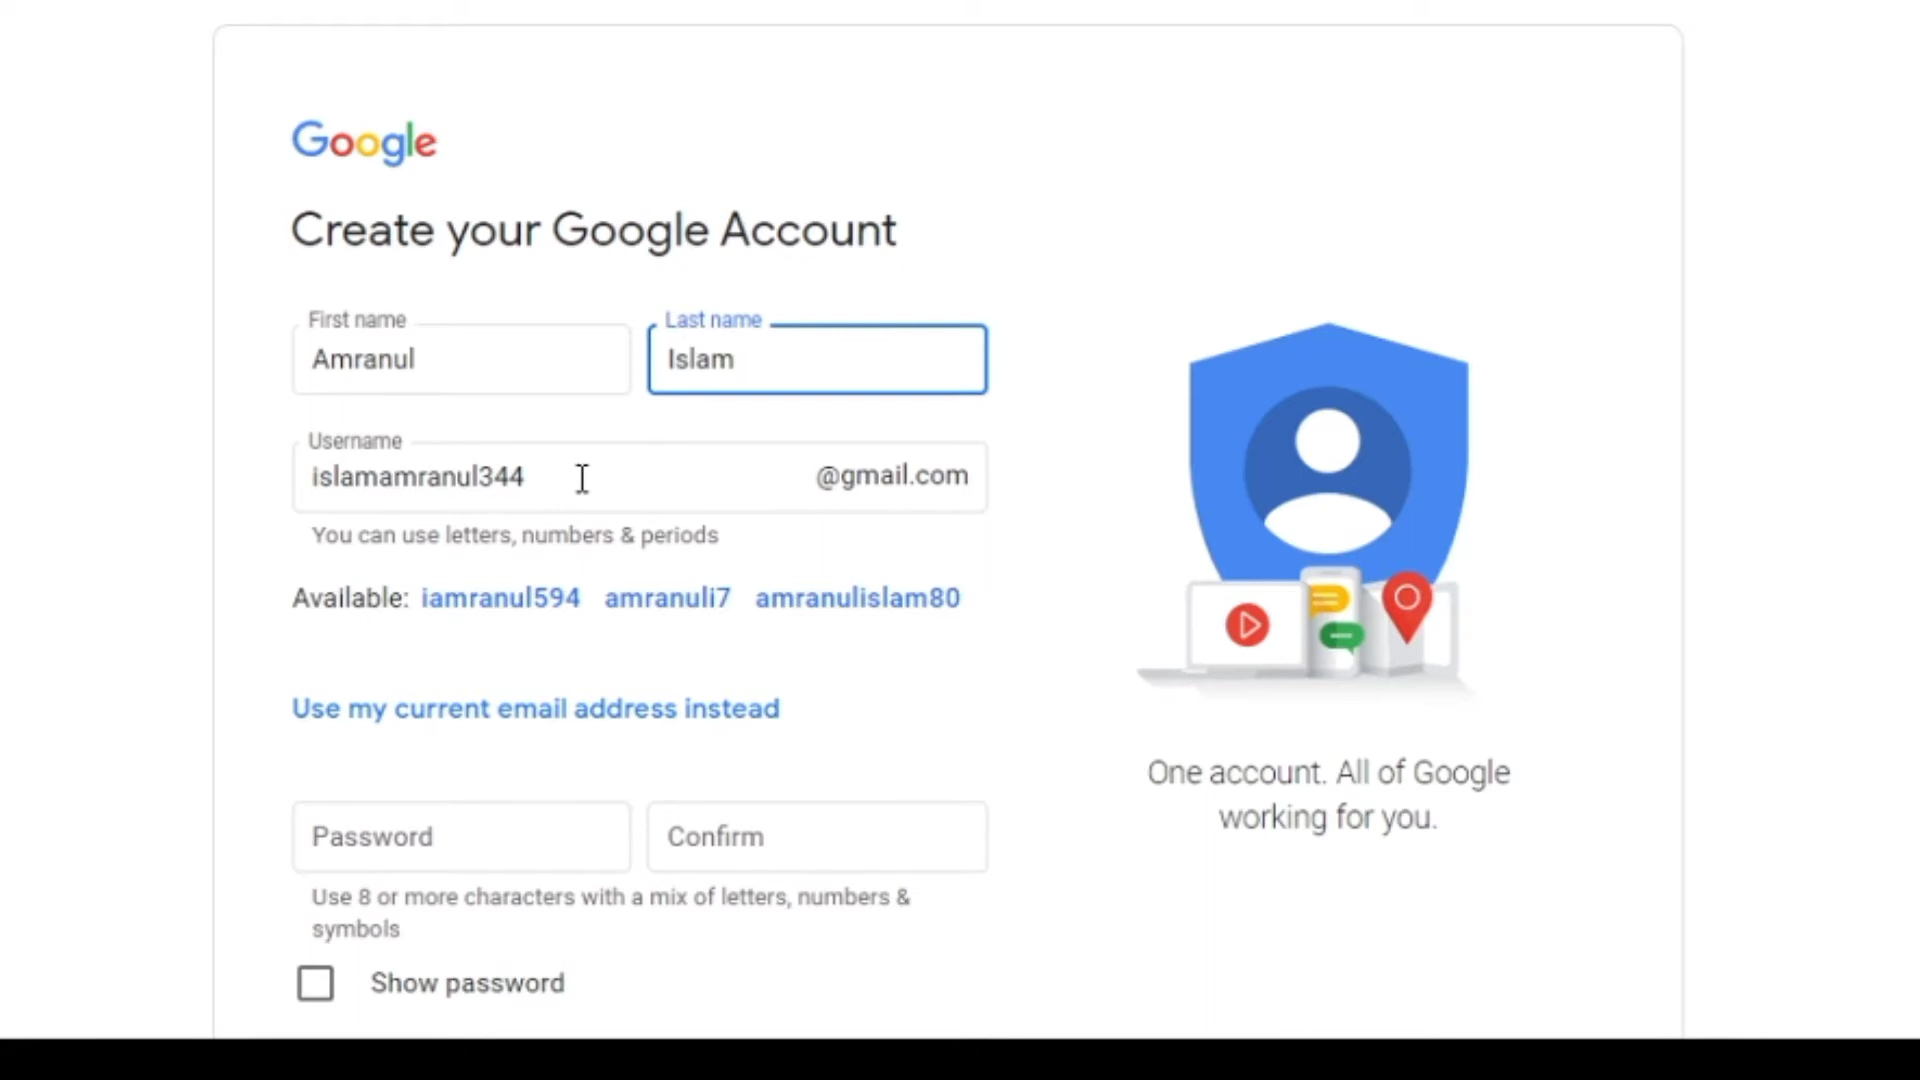 Google
Create your Google Account
First name
Last name
Amranul
Islam
Username
islamamranul344
@gmail.com
You can use letters, numbers & periods
Available: iamranul594 amranuli7 amranulislam80
Use my current email address instead
Password
Confirm
Use 8 or more characters with a mix of letters, numbers &
symbols
Show password
One account. All of Google
working for you.